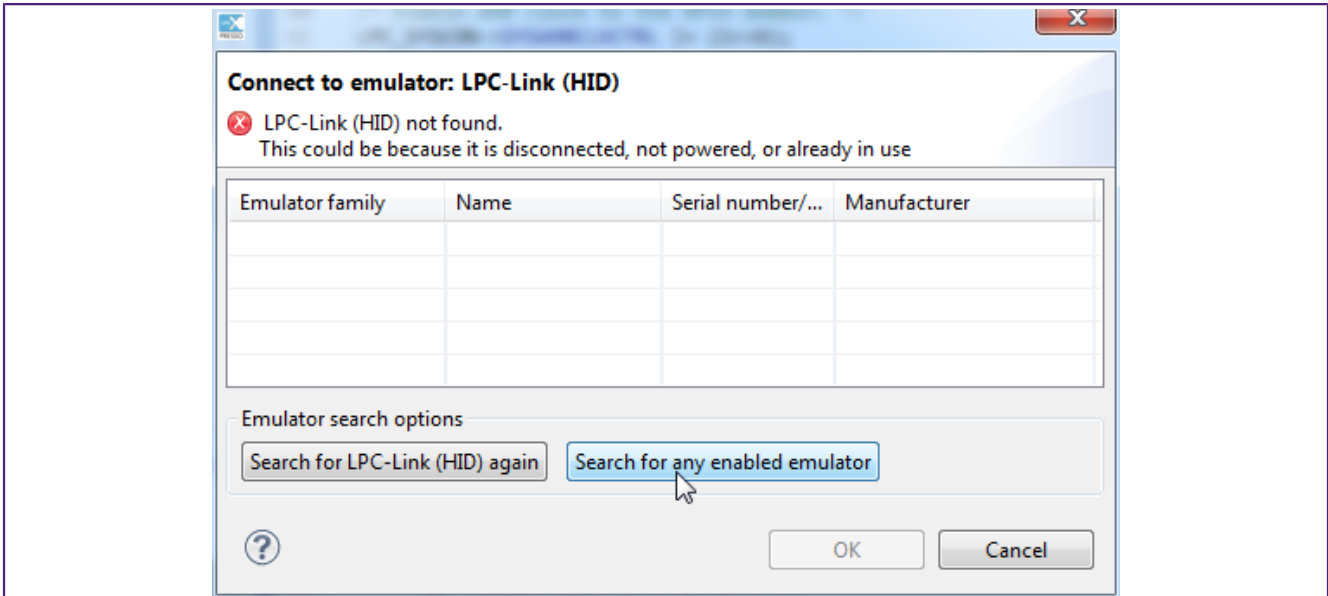 PRESSO
Connect to emulator: LPC-Link (HID)
LPC-Link (HID) not found.
This could be because it is disconnected, not powered, or already in use
Emulator family Name Serial number/... Manufacturer
Emulator search options
Search for LPC-Link (HID) again Search for any enabled emulator
OK Cancel